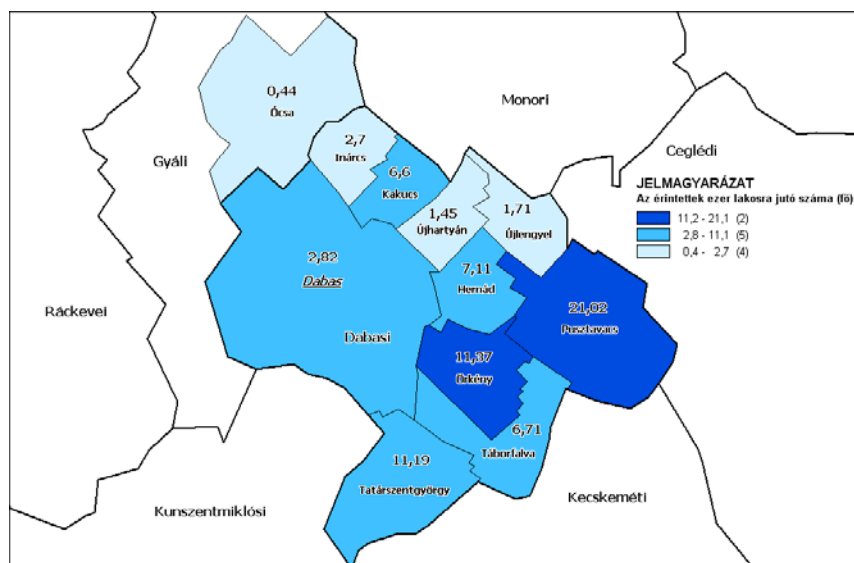 0,44
Ócsa
Monori
2,7
Inárcs
Gyáli
6,6
Kakucs
Ceglédi
JELMAGYARÁZAT
Az érintettek ezer lakosra jutó száma (fő)
11,2 - 21,1 (2)
2,8 - 11,1 (5)
0,4 - 2,7 (4)
1,45
Újhartyán
1,71
Újlengyel
2,82
Dabas
7,11
Hernád
21,02
Pusztavacs
Ráckevei
Dabasi
11,37
Örkény
6,71
Táborfalva
11,19
Tatárszentgyörgy
Kunszentmiklósi
Kecskeméti